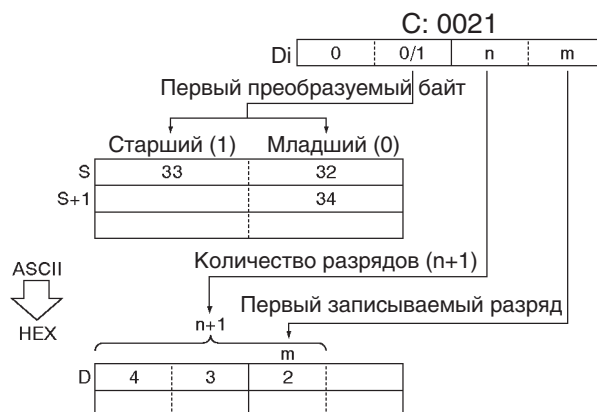 C: 0021
Di 0 0/1 n m
Первый преобразуемый байт
Старший (1) Младший (0)
S 33 32
S+1 34
Количество разрядов (n+1)
ASCII
HEX
Первый записываемый разряд
n+1
m
D 4 3 2